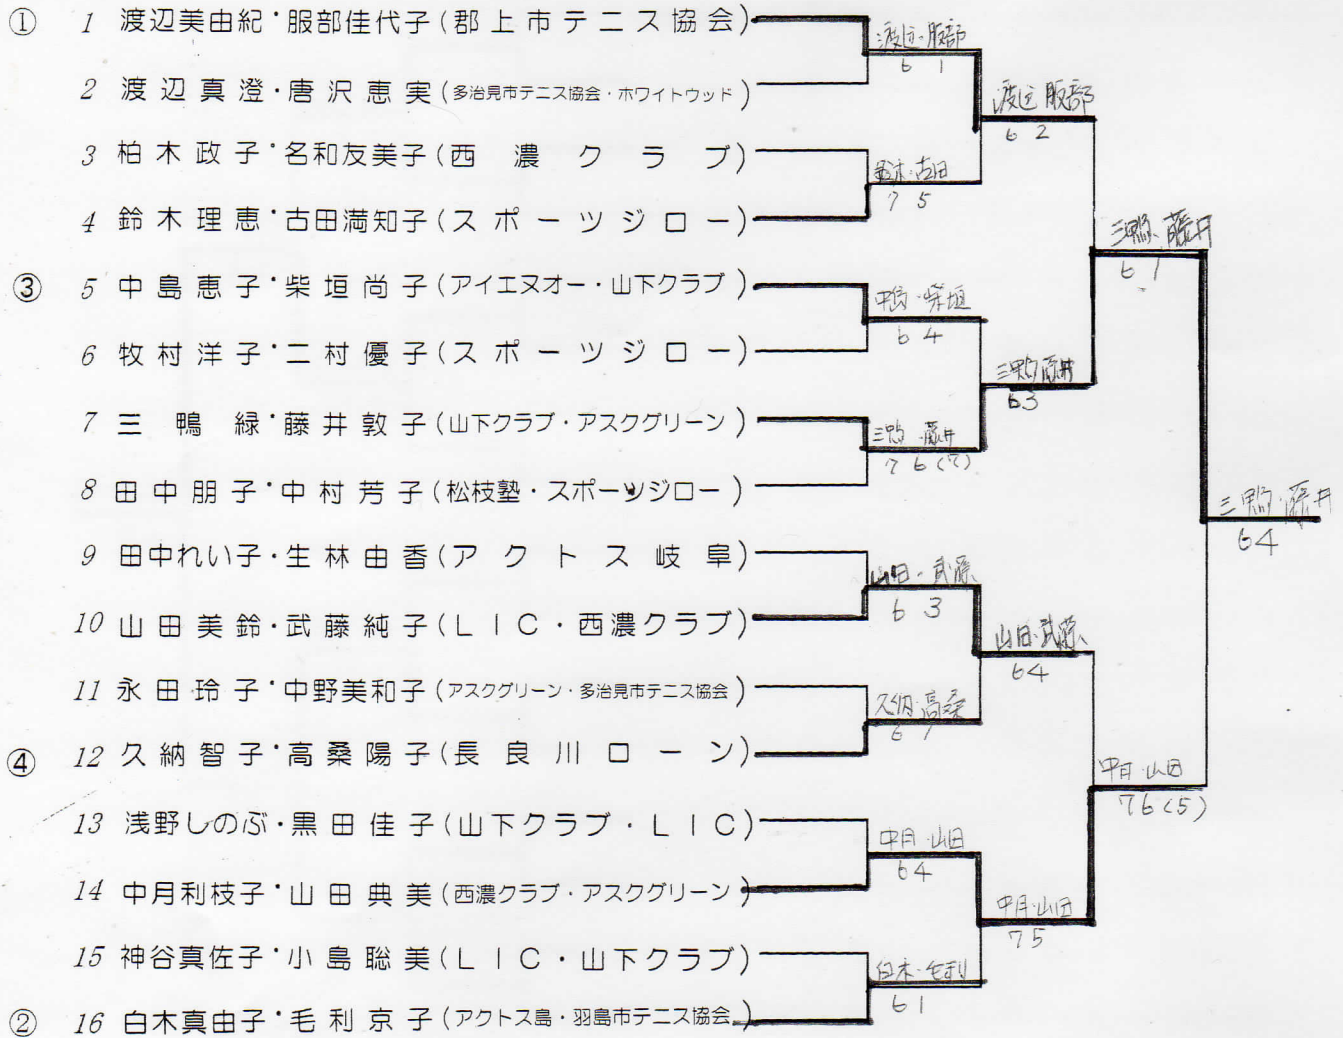 ① 1 渡辺美由紀・服部佳代子(郡上市テニス協会)
2 渡辺真澄・唐沢恵実(多治見市テニス協会・ホワイトウッド)
3 柏木政子・名和友美子(西濃クラブ)
4 鈴木理恵・古田満知子(スポーツジロー)
③ 5 中島恵子・柴垣尚子(アイエヌオー・山下クラブ)
6 牧村洋子・二村優子(スポーツジロー)
7 三鴨緑・藤井敦子(山下クラブ・アスクグリーン)
8 田中朋子・中村芳子(松枝塾・スポーツジロー)
9 田中れい子・生林由香(アクトス岐阜)
10 山田美鈴・武藤純子(LIC・西濃クラブ)
11 永田玲子・中野美和子(アスクグリーン・多治見市テニス協会)
④ 12 久納智子・高桑陽子(長良川ローン)
13 浅野しのぶ・黒田佳子(山下クラブ・LIC)
14 中月利枝子・山田典美(西濃クラブ・アスクグリーン)
15 神谷真佐子・小島聡美(LIC・山下クラブ)
② 16 白木真由子・毛利京子(アクトス島・羽島市テニス協会)
渡辺・服部
6 1
鈴木・古田
7 5
中島・柴垣
6 4
三鴨・藤井
7 6 (7)
山田・武藤
6 3
久納・高桑
6 1
中月・山田
6 4
白木・毛利
6 1
渡辺 服部
6 2
三鴨 藤井
6 3
山田・武藤
6 4
中月・山田
7 5
三鴨・藤井
6 1
中月・山田
7 6 (5)
三鴨・藤井
6 4